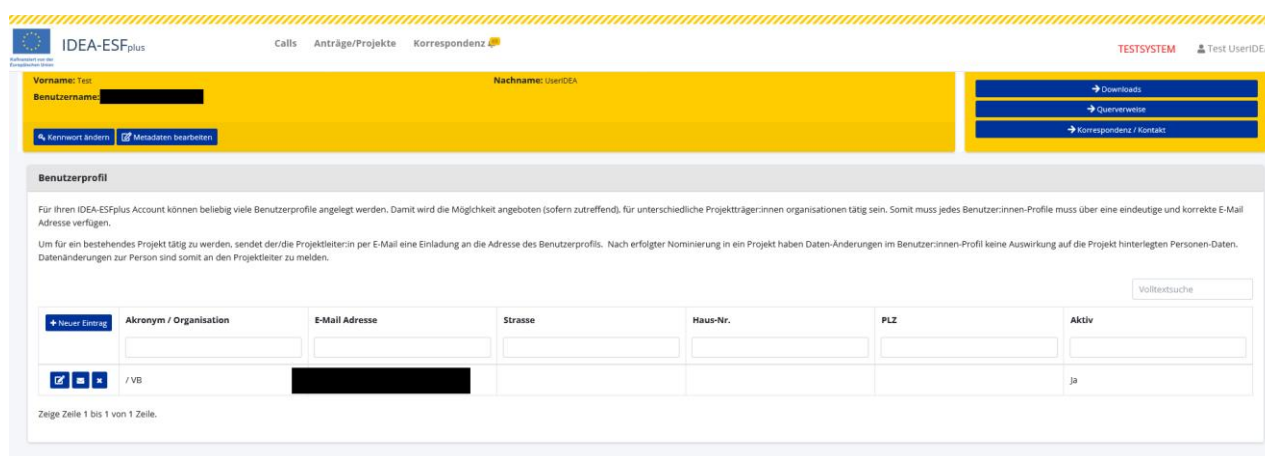 IDEA-ESFplus
Calls Anträge/Projekte Korrespondenz
TESTSYSTEM Test UserIDEA
Kofinanziert von der
Europäischen Union
Vorname: Test Nachname: UserIDEA
Benutzername:
Kennwort ändern Metadaten bearbeiten
Downloads
Querverweise
Korrespondenz / Kontakt
Benutzerprofil
Für Ihren IDEA-ESFplus Account können beliebig viele Benutzerprofile angelegt werden. Damit wird die Möglchkeit angeboten (sofern zutreffend), für unterschiedliche Projektträger:innen organisationen tätig sein. Somit muss jedes Benutzer:innen-Profile muss über eine eindeutige und korrekte E-Mail
Adresse verfügen.
Um für ein bestehendes Projekt tätig zu werden, sendet der/die Projektleiter:in per E-Mail eine Einladung an die Adresse des Benutzerprofils. Nach erfolgter Nominierung in ein Projekt haben Daten-Änderungen im Benutzer:innen-Profil keine Auswirkung auf die Projekt hinterlegten Personen-Daten.
Datenänderungen zur Person sind somit an den Projektleiter zu melden.
Volltextsuche
+ Neuer Eintrag Akronym / Organisation E-Mail Adresse Strasse Haus-Nr. PLZ Aktiv
/ VB Ja
Zeige Zeile 1 bis 1 von 1 Zeile.